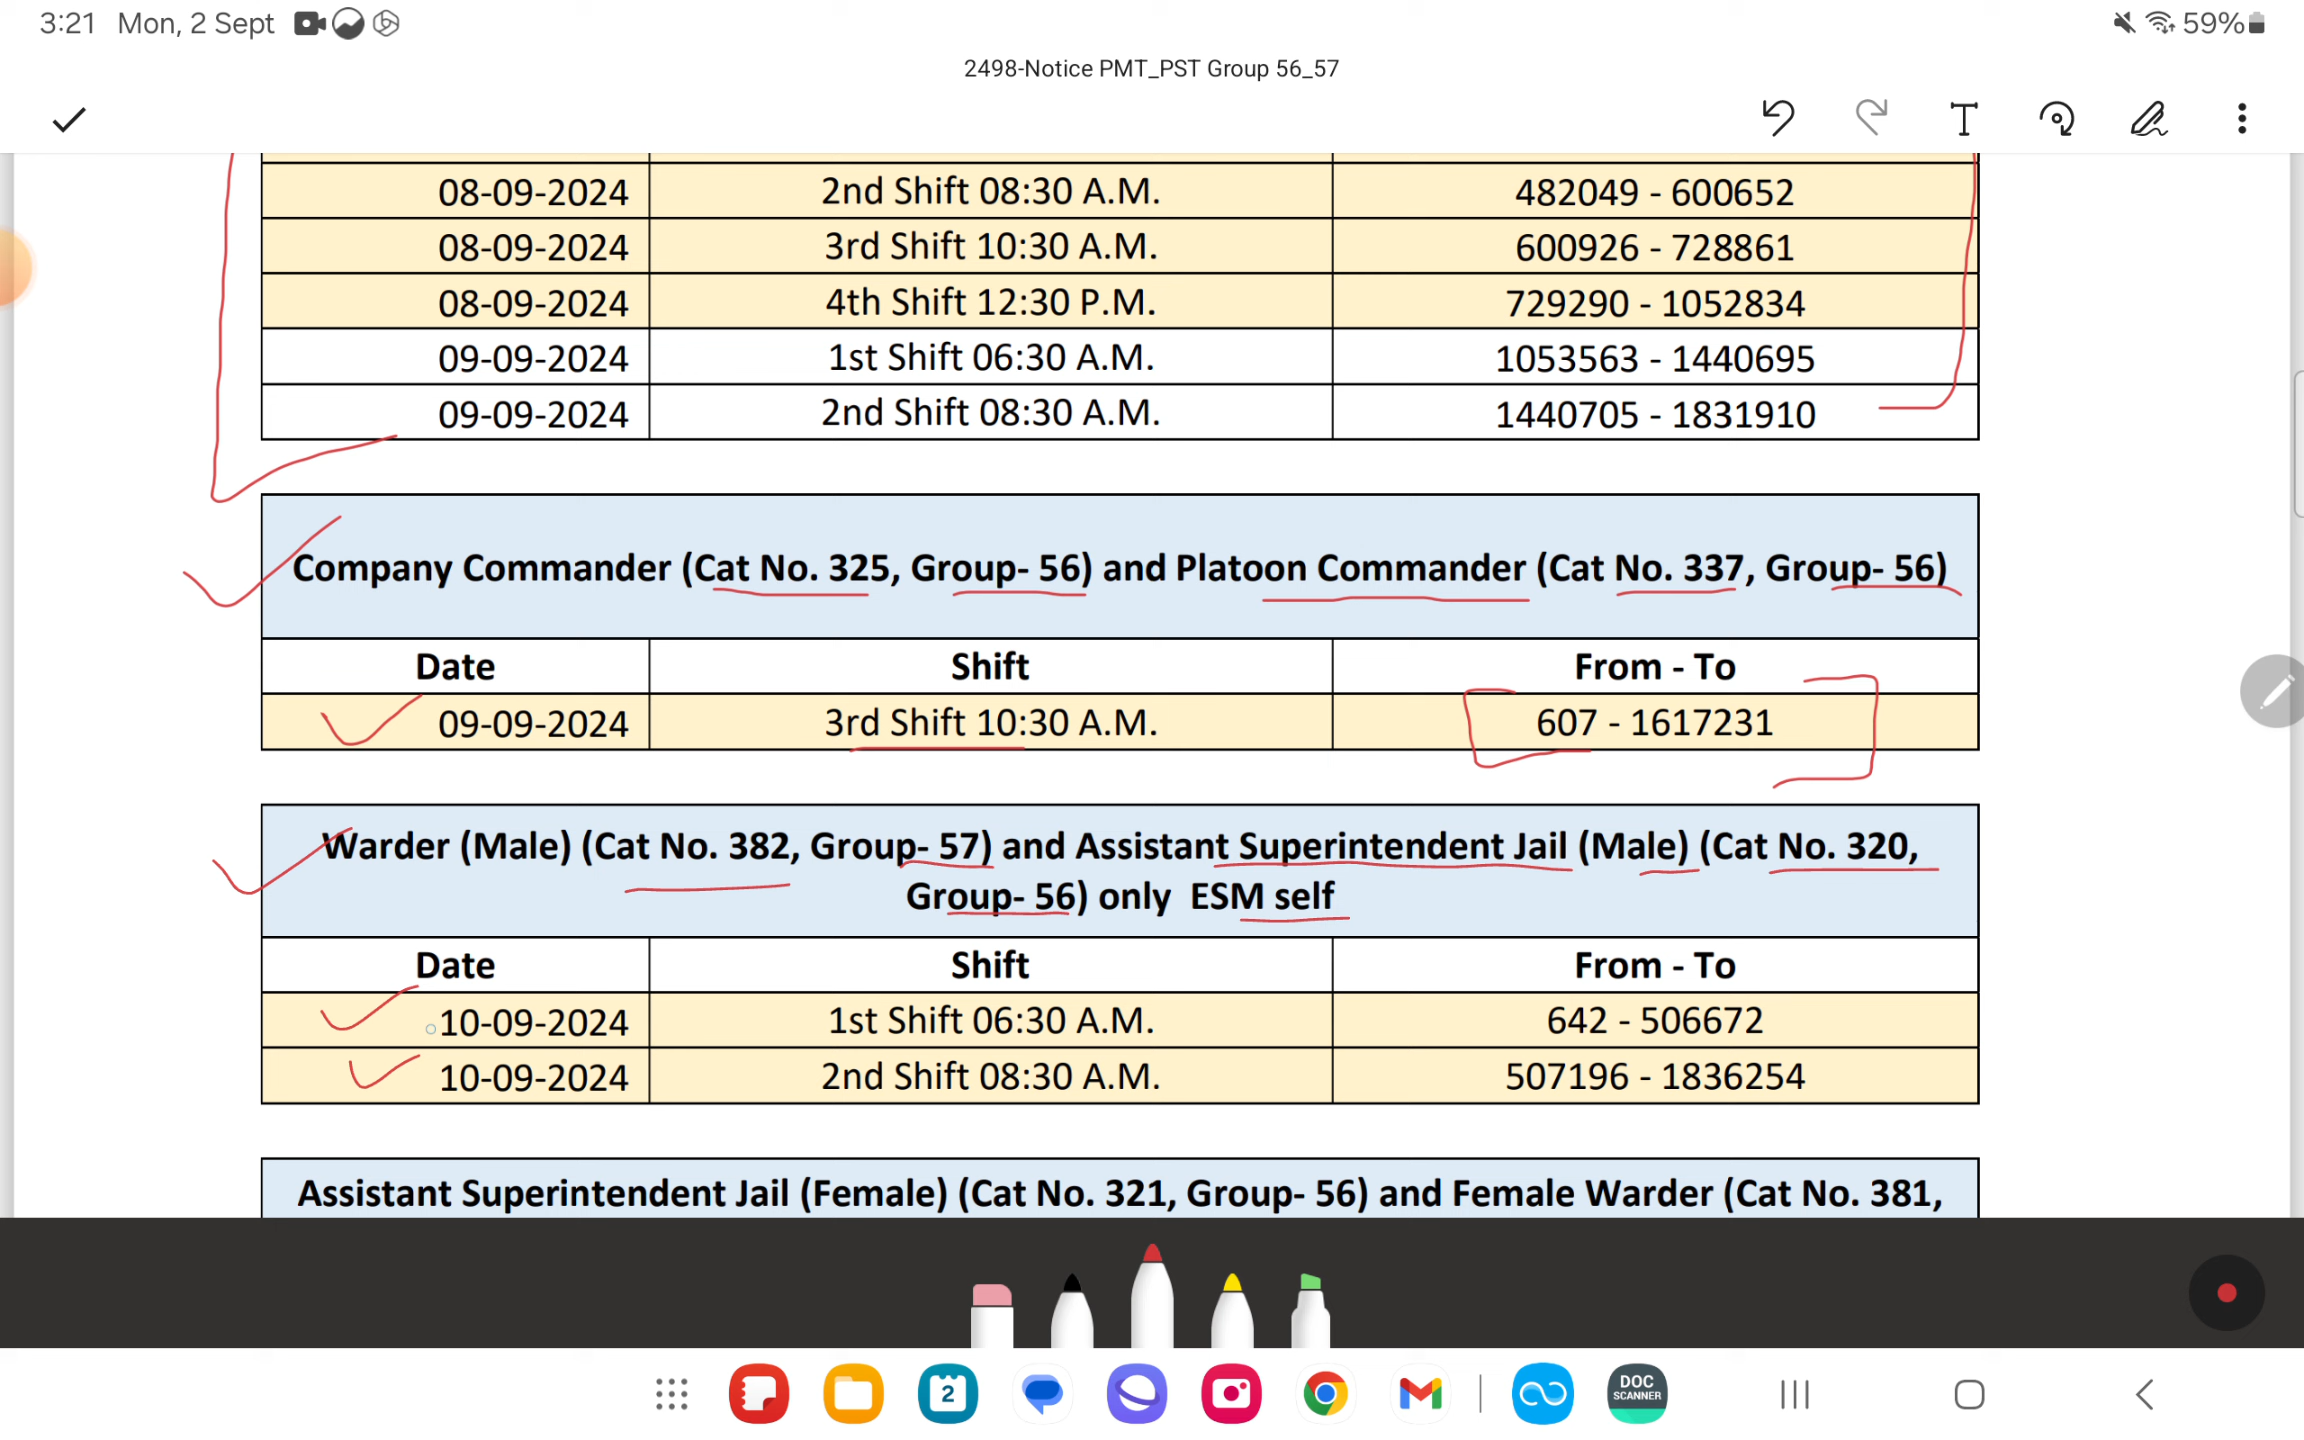 3:21 Mon, 2 Sept
59%
2498-Notice PMT_PST Group 56_57
T
08-09-2024 2nd Shift 08:30 A.M. 482049 - 600652
08-09-2024 3rd Shift 10:30 A.M. 600926 - 728861
08-09-2024 4th Shift 12:30 P.M. 729290 - 1052834
09-09-2024 1st Shift 06:30 A.M. 1053563 - 1440695
09-09-2024 2nd Shift 08:30 A.M. 1440705 - 1831910
Company Commander (Cat No. 325, Group- 56) and Platoon Commander (Cat No. 337, Group- 56)
Date Shift From - To
09-09-2024 3rd Shift 10:30 A.M. 607 - 1617231
Warder (Male) (Cat No. 382, Group- 57) and Assistant Superintendent Jail (Male) (Cat No. 320,
Group- 56) only ESM self
Date Shift From - To
10-09-2024 1st Shift 06:30 A.M. 642 - 506672
10-09-2024 2nd Shift 08:30 A.M. 507196 - 1836254
Assistant Superintendent Jail (Female) (Cat No. 321, Group- 56) and Female Warder (Cat No. 381,
2
DOC
SCANNER